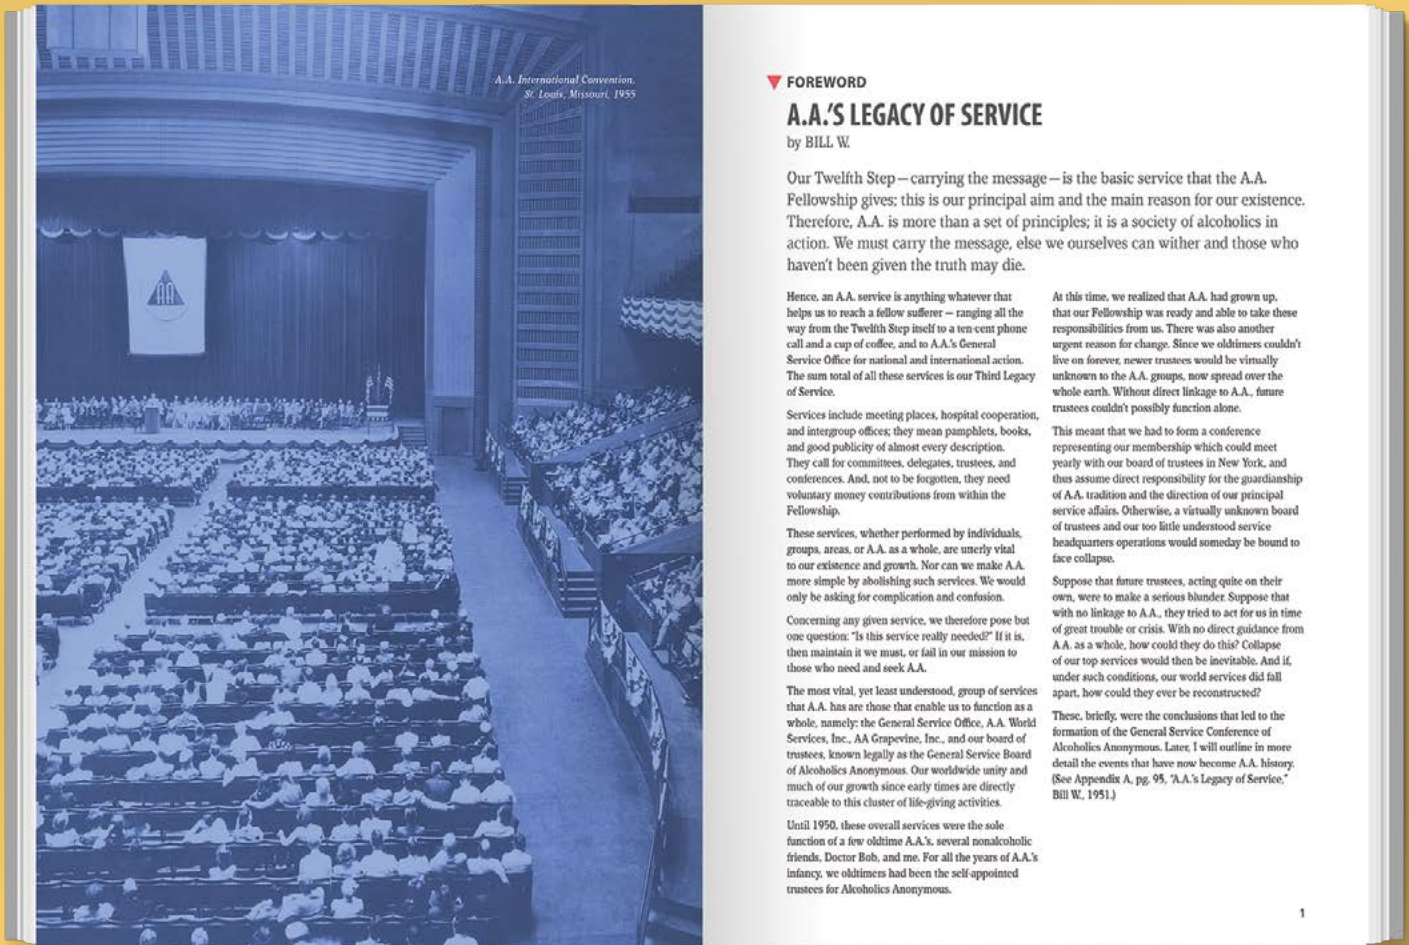 A.A. International Convention,
St. Louis, Missouri, 1955
AA
FOREWORD
A.A.'S LEGACY OF SERVICE
by BILL W.
Our Twelfth Step—carrying the message—is the basic service that the A.A.
Fellowship gives; this is our principal aim and the main reason for our existence.
Therefore, A.A. is more than a set of principles; it is a society of alcoholics in
action. We must carry the message, else we ourselves can wither and those who
haven't been given the truth may die.
Hence, an A.A. service is anything whatever that
helps us to reach a fellow sufferer — ranging all the
way from the Twelfth Step itself to a ten-cent phone
call and a cup of coffee, and to A.A.'s General
Service Office for national and international action.
The sum total of all these services is our Third Legacy
of Service.
Services include meeting places, hospital cooperation,
and intergroup offices; they mean pamphlets, books,
and good publicity of almost every description.
They call for committees, delegates, trustees, and
conferences. And, not to be forgotten, they need
voluntary money contributions from within the
Fellowship.
These services, whether performed by individuals,
groups, areas, or A.A. as a whole, are utterly vital
to our existence and growth. Nor can we make A.A.
more simple by abolishing such services. We would
only be asking for complication and confusion.
Concerning any given service, we therefore pose but
one question: "Is this service really needed?" If it is,
then maintain it we must, or fail in our mission to
those who need and seek A.A.
The most vital, yet least understood, group of services
that A.A. has are those that enable us to function as a
whole, namely: the General Service Office, A.A. World
Services, Inc., AA Grapevine, Inc., and our board of
trustees, known legally as the General Service Board
of Alcoholics Anonymous. Our worldwide unity and
much of our growth since early times are directly
traceable to this cluster of life-giving activities.
Until 1950, these overall services were the sole
function of a few oldtime A.A.'s, several nonalcoholic
friends, Doctor Bob, and me. For all the years of A.A.'s
infancy, we oldtimers had been the self-appointed
trustees for Alcoholics Anonymous.
At this time, we realized that A.A. had grown up,
that our Fellowship was ready and able to take these
responsibilities from us. There was also another
urgent reason for change. Since we oldtimers couldn't
live on forever, newer trustees would be virtually
unknown to the A.A. groups, now spread over the
whole earth. Without direct linkage to A.A., future
trustees couldn't possibly function alone.
This meant that we had to form a conference
representing our membership which could meet
yearly with our board of trustees in New York, and
thus assume direct responsibility for the guardianship
of A.A. tradition and the direction of our principal
service affairs. Otherwise, a virtually unknown board
of trustees and our too little understood service
headquarters operations would someday be bound to
face collapse.
Suppose that future trustees, acting quite on their
own, were to make a serious blunder. Suppose that
with no linkage to A.A., they tried to act for us in time
of great trouble or crisis. With no direct guidance from
A.A. as a whole, how could they do this? Collapse
of our top services would then be inevitable. And if,
under such conditions, our world services did fall
apart, how could they ever be reconstructed?
These, briefly, were the conclusions that led to the
formation of the General Service Conference of
Alcoholics Anonymous. Later, I will outline in more
detail the events that have now become A.A. history.
(See Appendix A, pg. 95, "A.A.'s Legacy of Service,"
Bill W., 1951.)
1